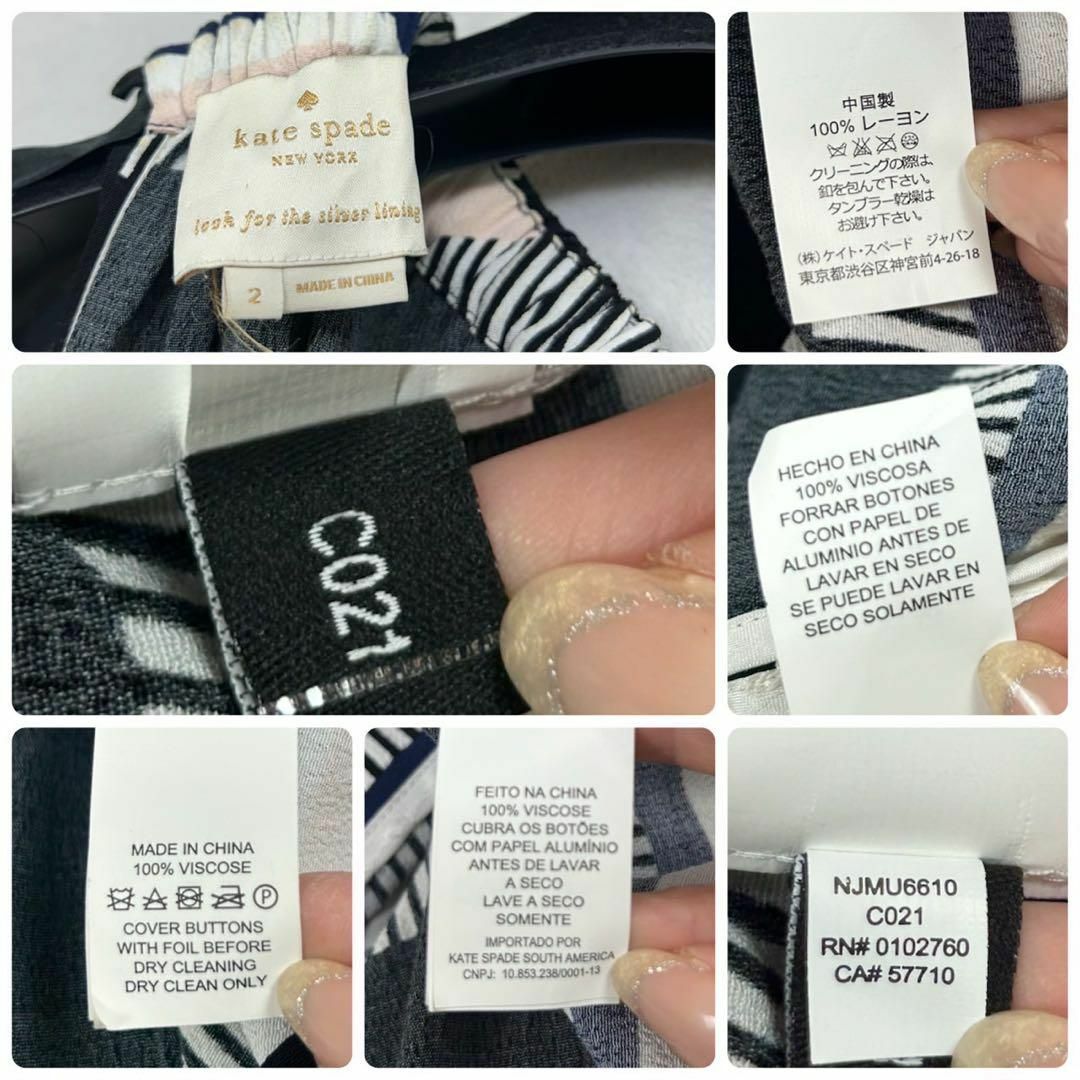 kate spade
NEW YORK
look for the silver lining
2
MADE IN CHINA
中国製
100% レーヨン
クリーニングの際は、
釦を包んで下さい。
タンブラー乾燥は
お避け下さい。
(株)ケイト・スペード ジャパン
東京都渋谷区神宮前4-26-18
C021
HECHO EN CHINA
100% VISCOSA
FORRAR BOTONES
CON PAPEL DE
ALUMINIO ANTES DE
LAVAR EN SECO
SE PUEDE LAVAR EN
SECO SOLAMENTE
MADE IN CHINA
100% VISCOSE
P
COVER BUTTONS
WITH FOIL BEFORE
DRY CLEANING
DRY CLEAN ONLY
FEITO NA CHINA
100% VISCOSE
CUBRA OS BOTÕES
COM PAPEL ALUMÍNIO
ANTES DE LAVAR
A SECO
LAVE A SECO
SOMENTE
IMPORTADO POR
KATE SPADE SOUTH AMERICA
CNPJ: 10.853.238/0001-13
NJMU6610
C021
RN# 0102760
CA# 57710